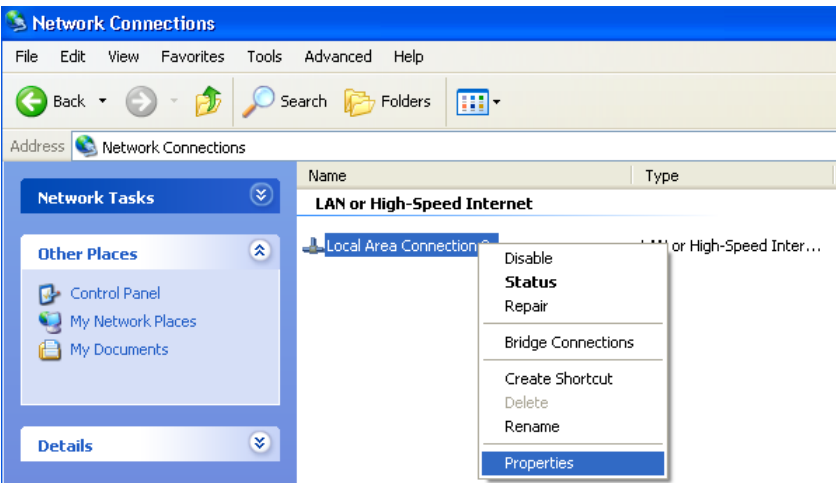 Network Connections
File Edit View Favorites Tools Advanced Help
Back Search Folders
Address Network Connections
Name Type
Network Tasks
LAN or High-Speed Internet
Other Places
Local Area Connection
or High-Speed Inter...
Control Panel
My Network Places
My Documents
Details
Disable
Status
Repair
Bridge Connections
Create Shortcut
Delete
Rename
Properties